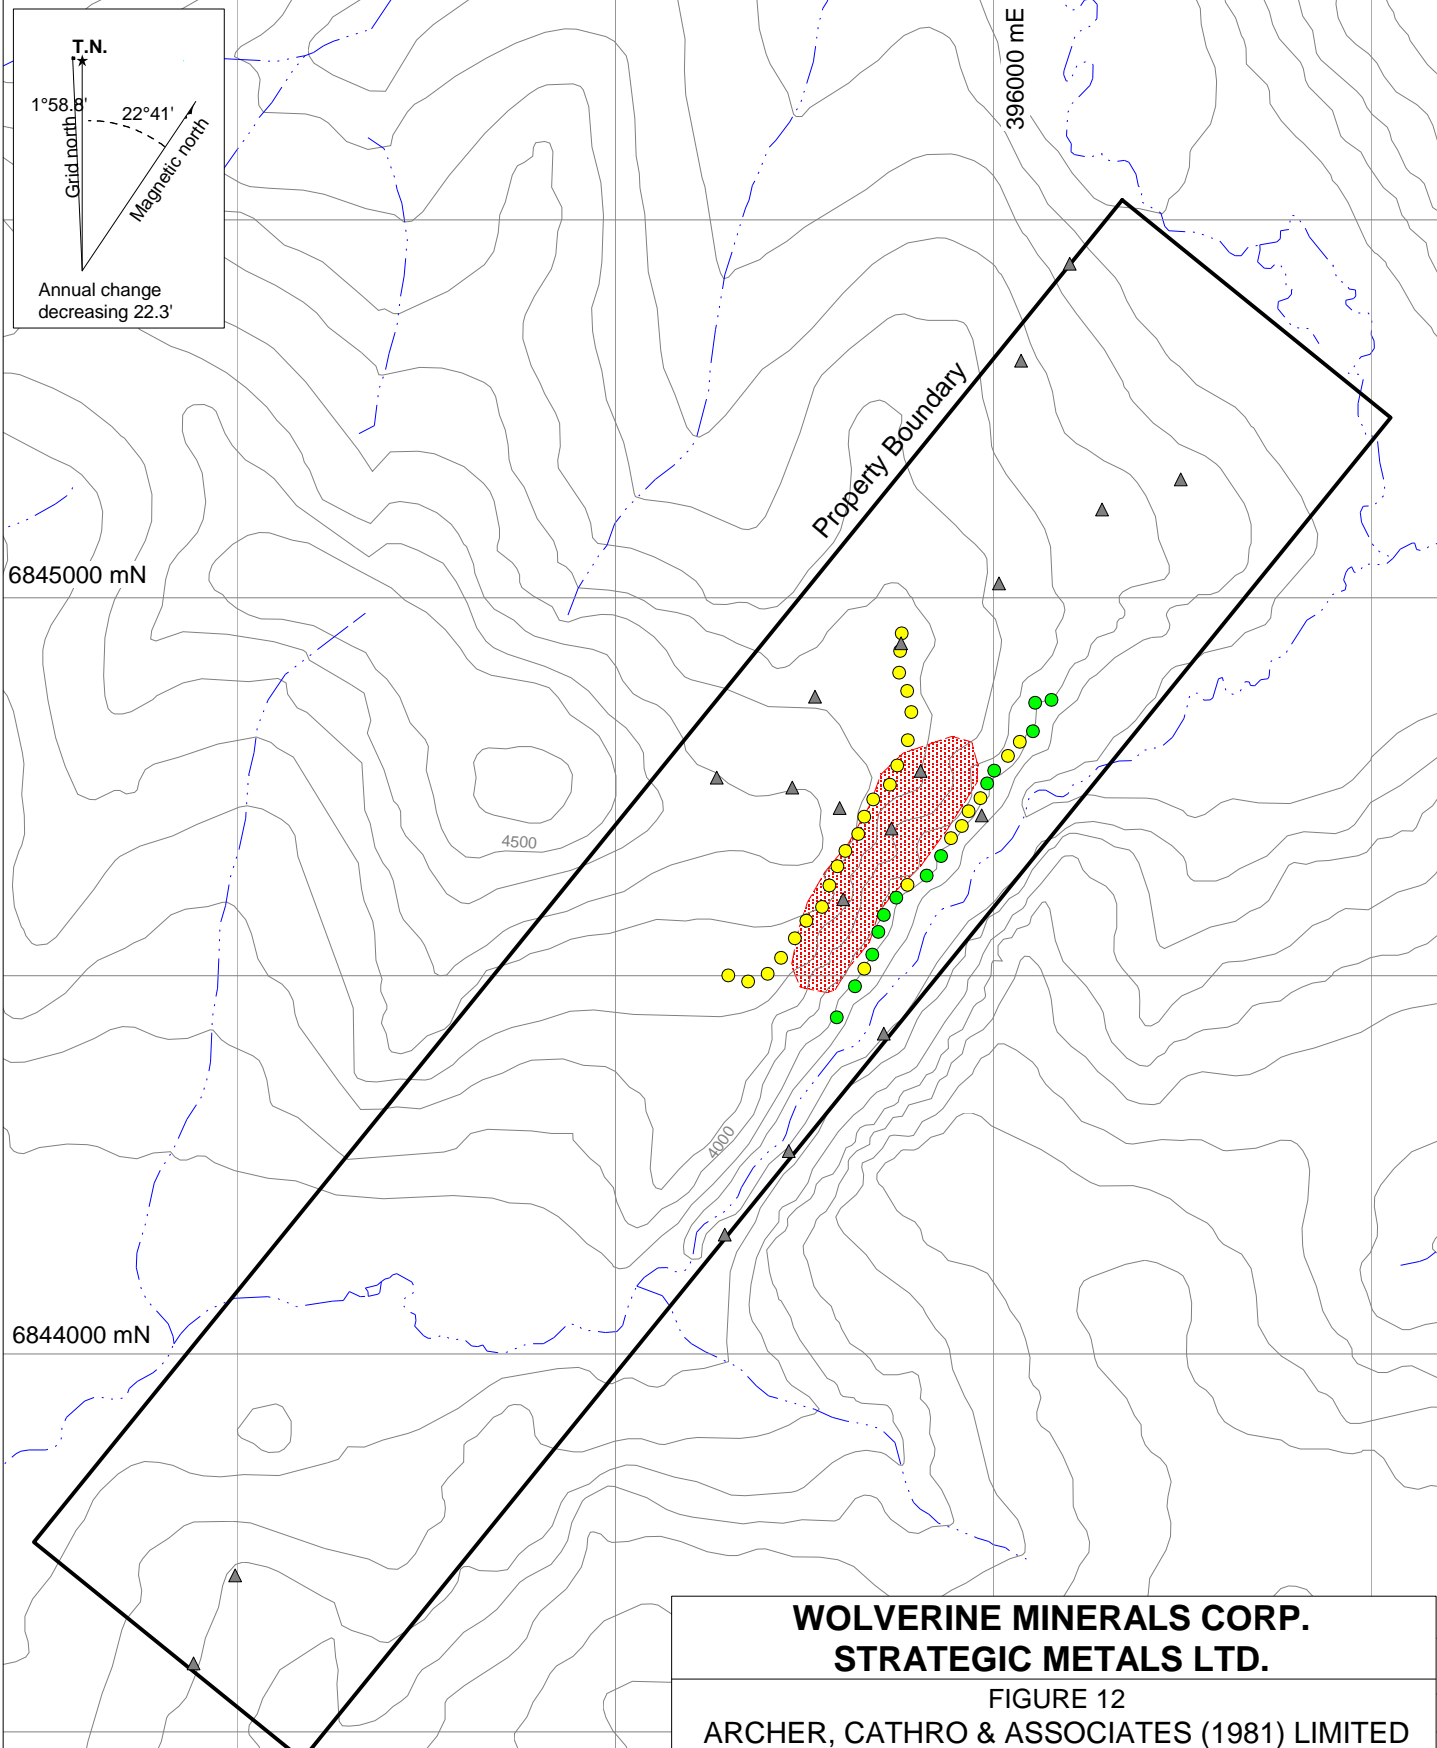 T.N.
1°58.8'
22°41'
Grid north
Magnetic north
Annual change
decreasing 22.3'
396000 mE
Property Boundary
6845000 mN
4500
4000
6844000 mN
WOLVERINE MINERALS CORP.
STRATEGIC METALS LTD.
FIGURE 12
ARCHER, CATHRO & ASSOCIATES (1981) LIMITED